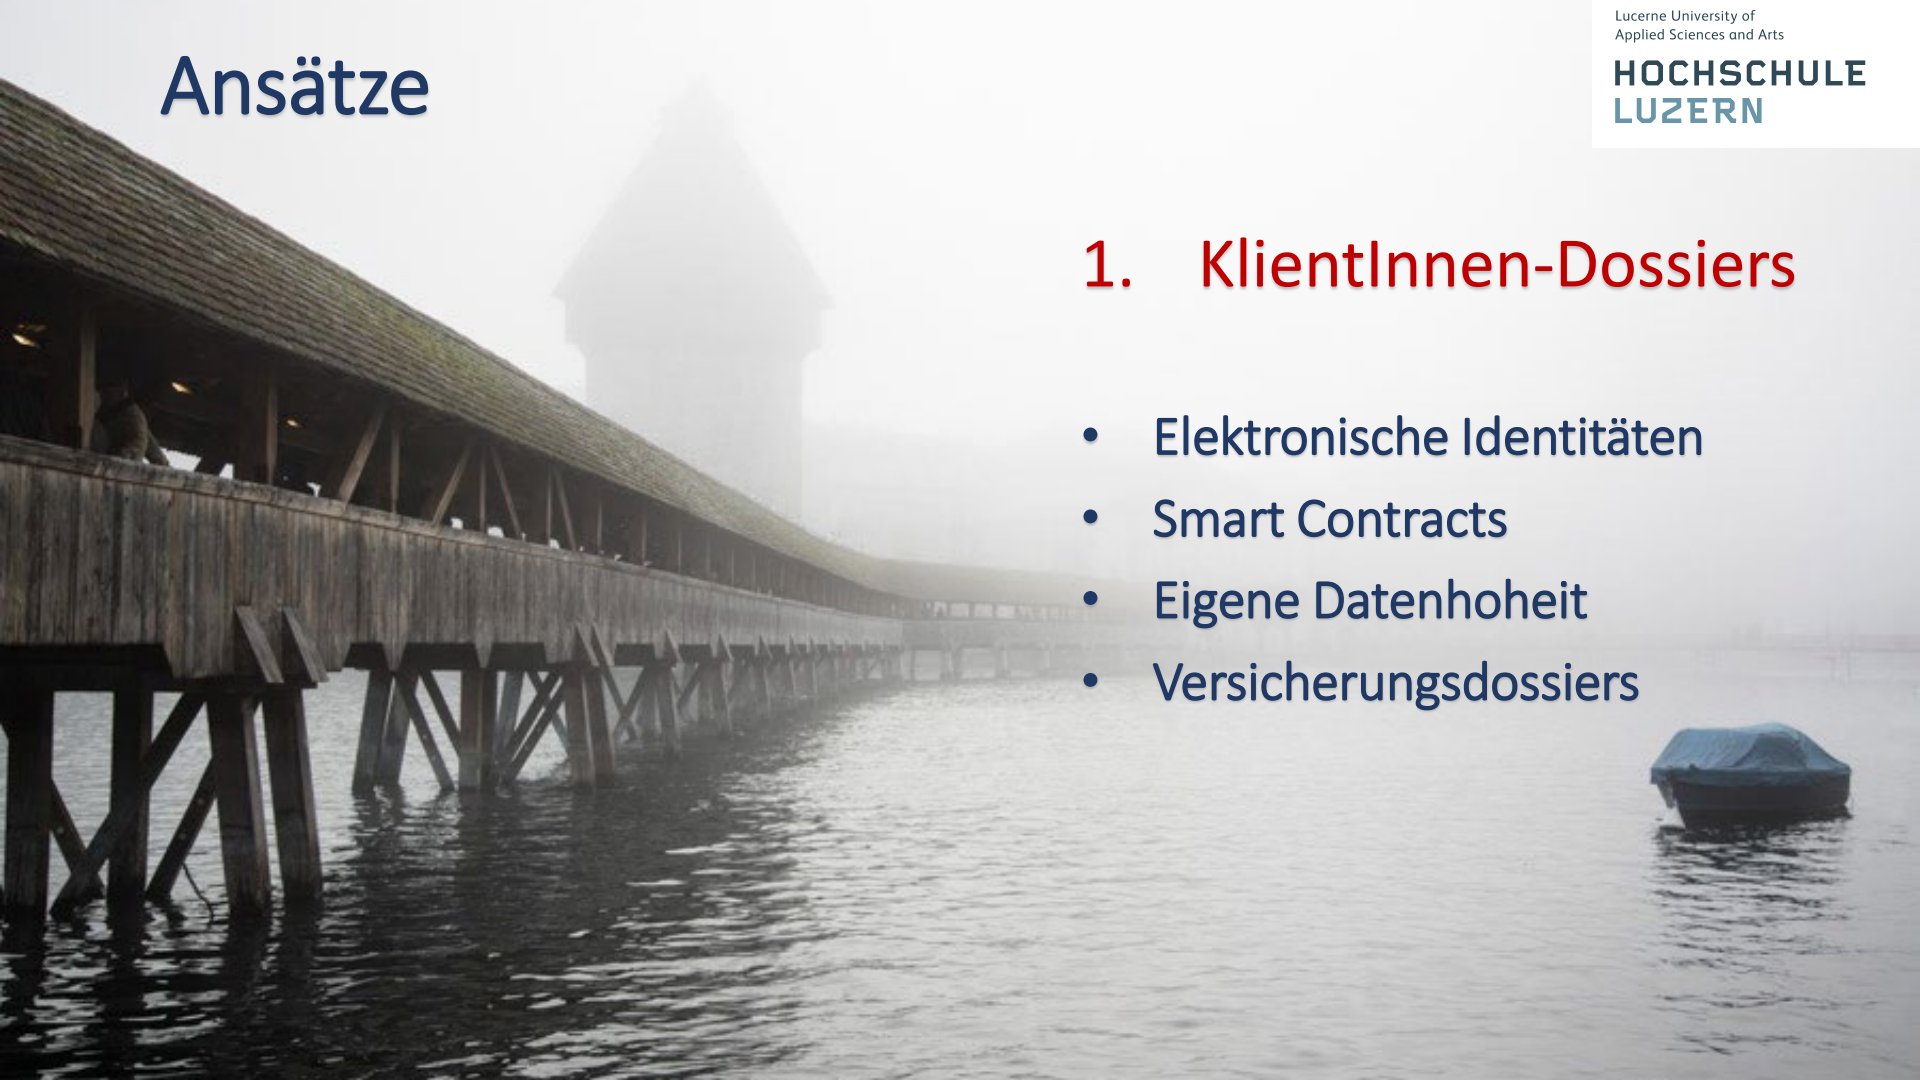 Ansätze
Lucerne University of
Applied Sciences and Arts
HOCHSCHULE
LUZERN
1. KlientInnen-Dossiers
• Elektronische Identitäten
• Smart Contracts
• Eigene Datenhoheit
• Versicherungsdossiers